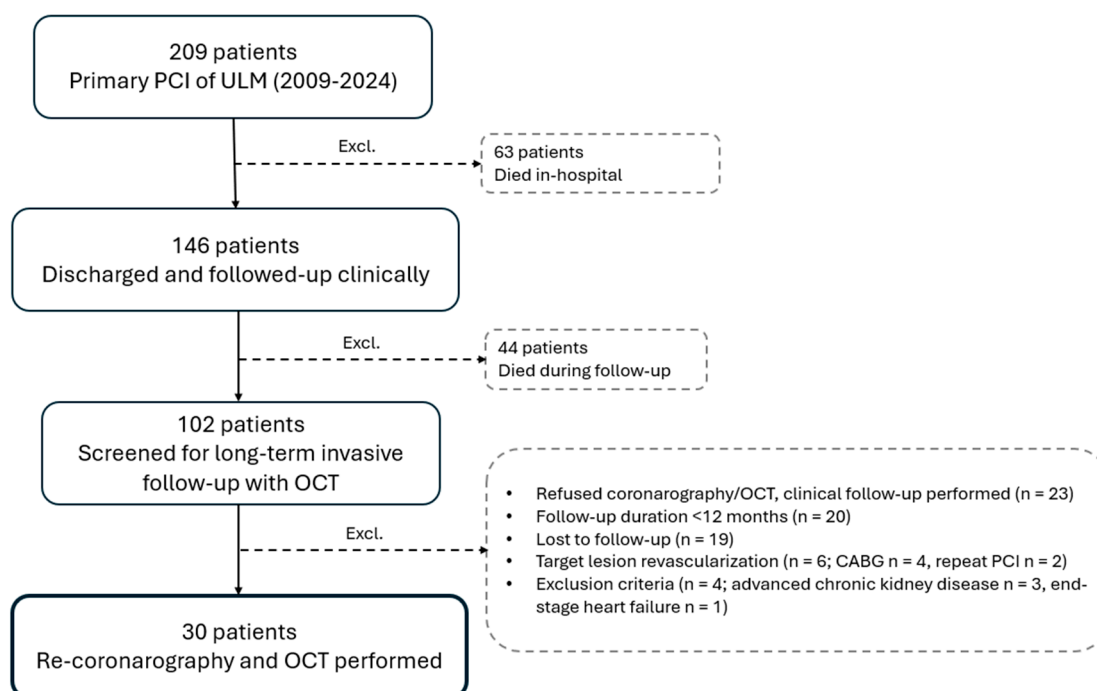 209 patients
Primary PCI of ULM (2009-2024)
Excl.
63 patients
Died in-hospital
146 patients
Discharged and followed-up clinically
Excl.
44 patients
Died during follow-up
102 patients
Screened for long-term invasive
follow-up with OCT
Excl.
• Refused coronarography/OCT, clinical follow-up performed (n = 23)
• Follow-up duration <12 months (n = 20)
• Lost to follow-up (n = 19)
• Target lesion revascularization (n = 6; CABG n = 4, repeat PCI n = 2)
• Exclusion criteria (n = 4; advanced chronic kidney disease n = 3, end-
stage heart failure n = 1)
30 patients
Re-coronarography and OCT performed